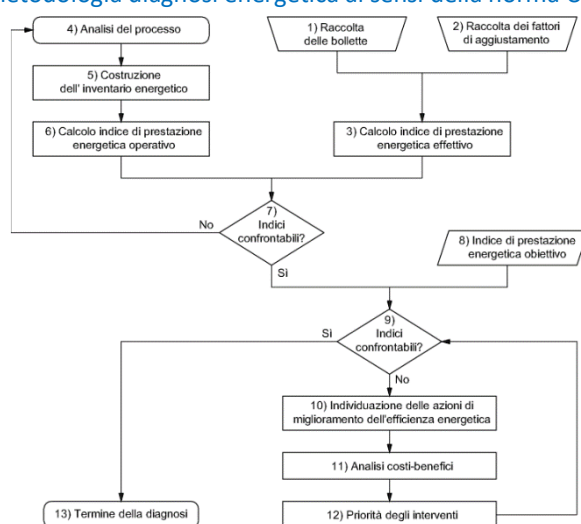 metodologia diagnosi energetica ai sensi della norma
4) Analisi del processo
1) Raccolta
delle bollette
2) Raccolta dei fattori
di aggiustamento
5) Costruzione
dell' inventario energetico
6) Calcolo indice di prestazione
energetica operativo
3) Calcolo indice di prestazione
energetica effettivo
7)
Indici
confrontabili?
No
Sì
8) Indice di prestazione
energetica obiettivo
9)
Indici
confrontabili?
Sì
No
10) Individuazione delle azioni di
miglioramento dell'efficienza energetica
11) Analisi costi-benefici
13) Termine della diagnosi
12) Priorità degli interventi